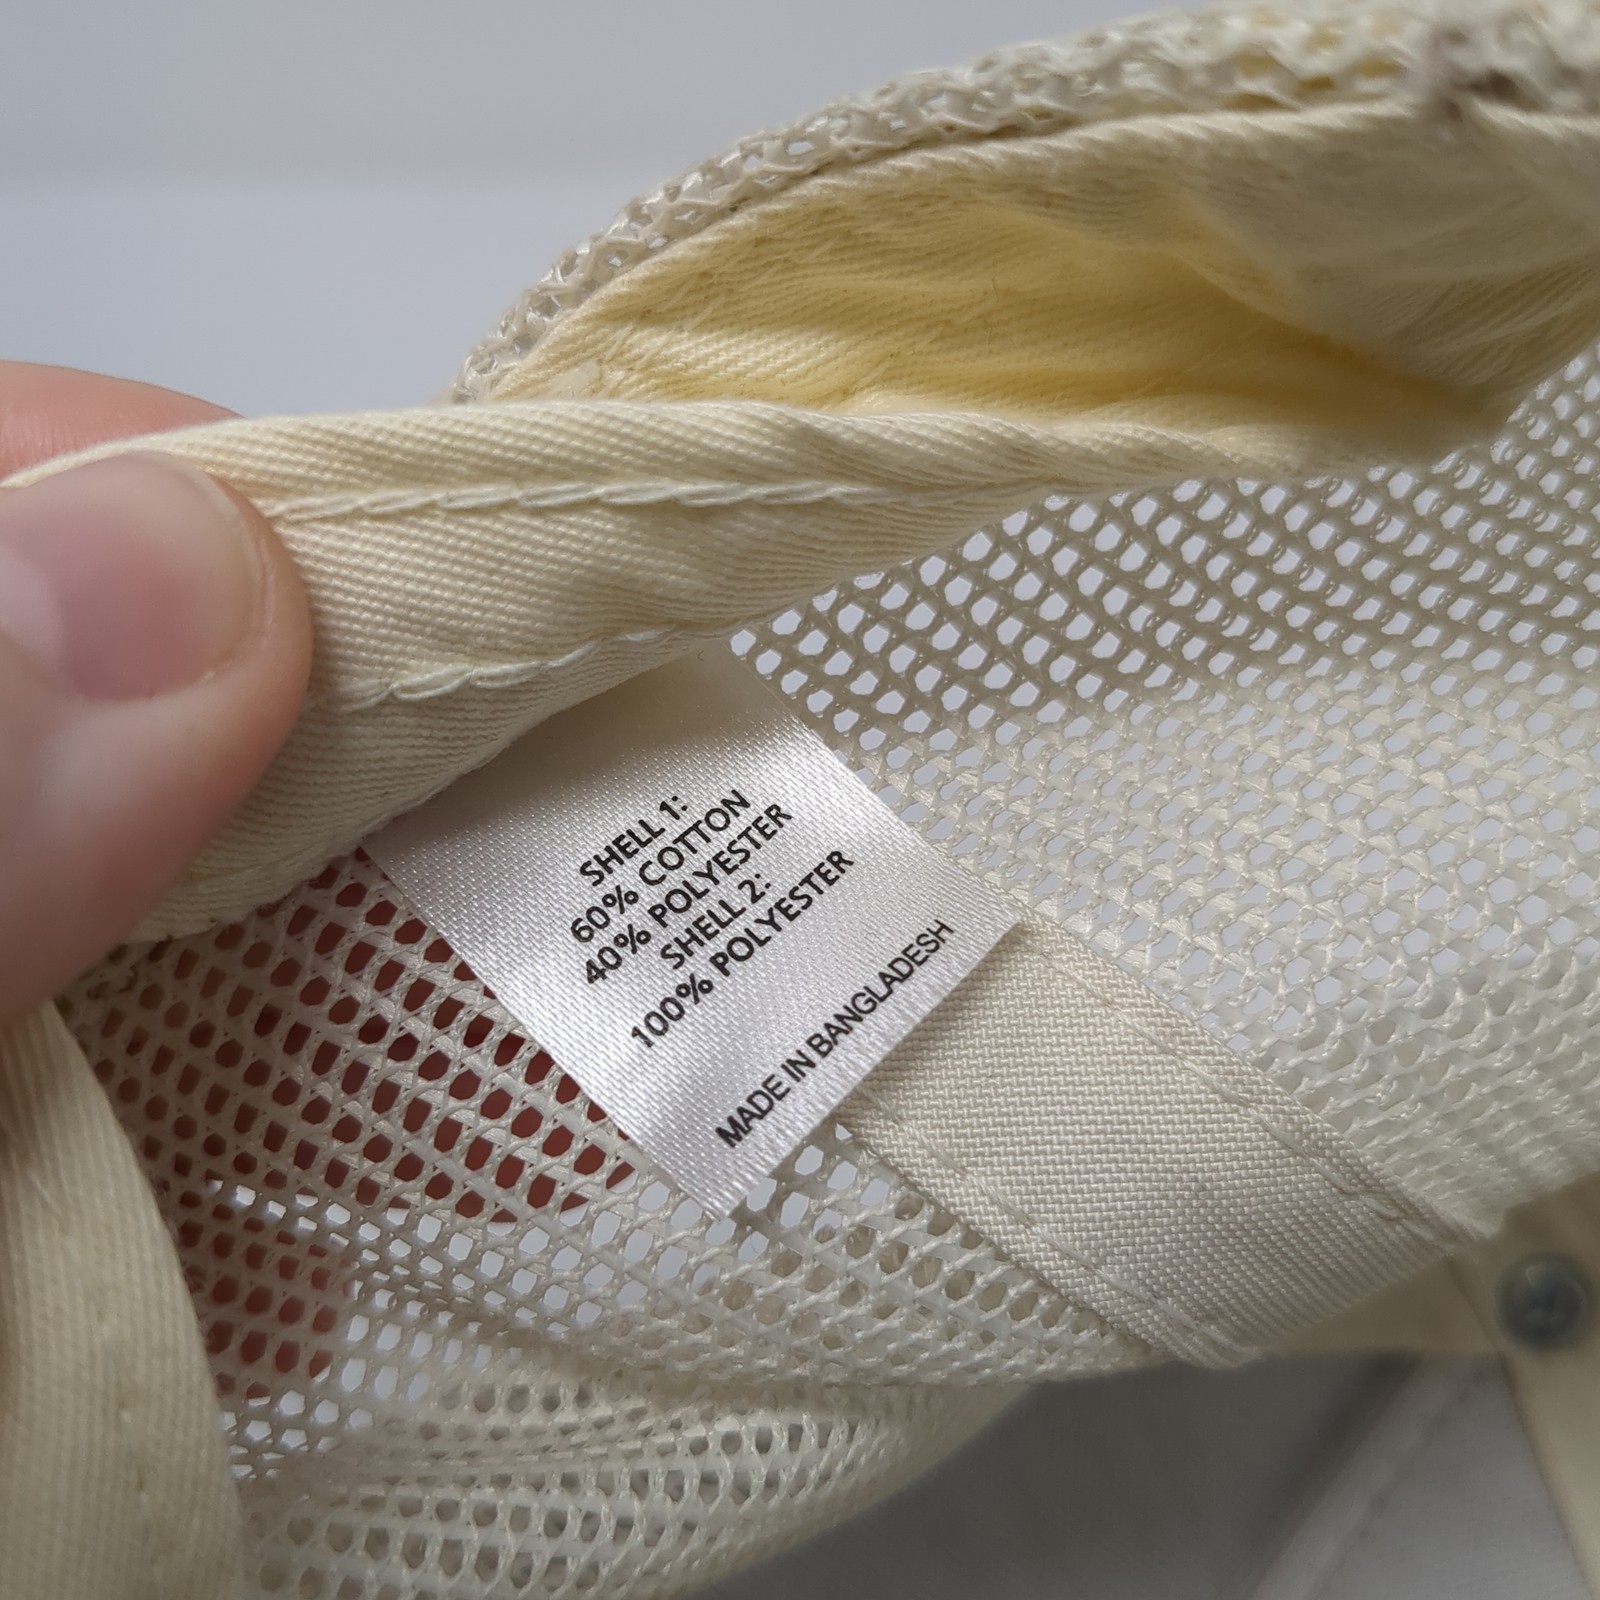 SHELL 1:
60% COTTON
40% POLYESTER
SHELL 2:
100% POLYESTER
MADE IN BANGLADESH